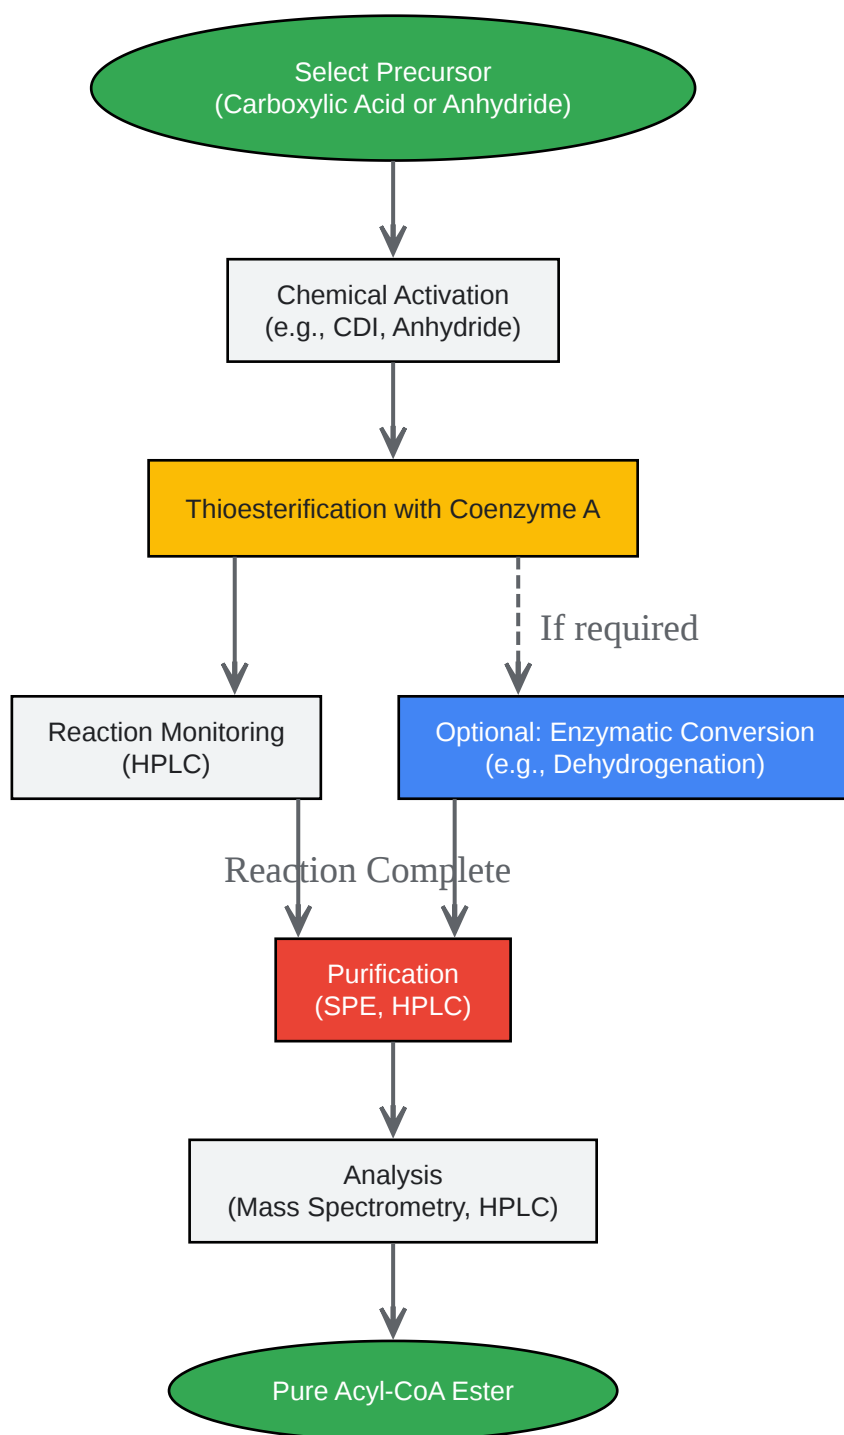 Select Precursor
(Carboxylic Acid or Anhydride)
Chemical Activation
(e.g., CDI, Anhydride)
Thioesterification with Coenzyme A
If required
Reaction Monitoring
(HPLC)
Optional: Enzymatic Conversion
(e.g., Dehydrogenation)
Reaction Complete
Purification
(SPE, HPLC)
Analysis
(Mass Spectrometry, HPLC)
Pure Acyl-CoA Ester